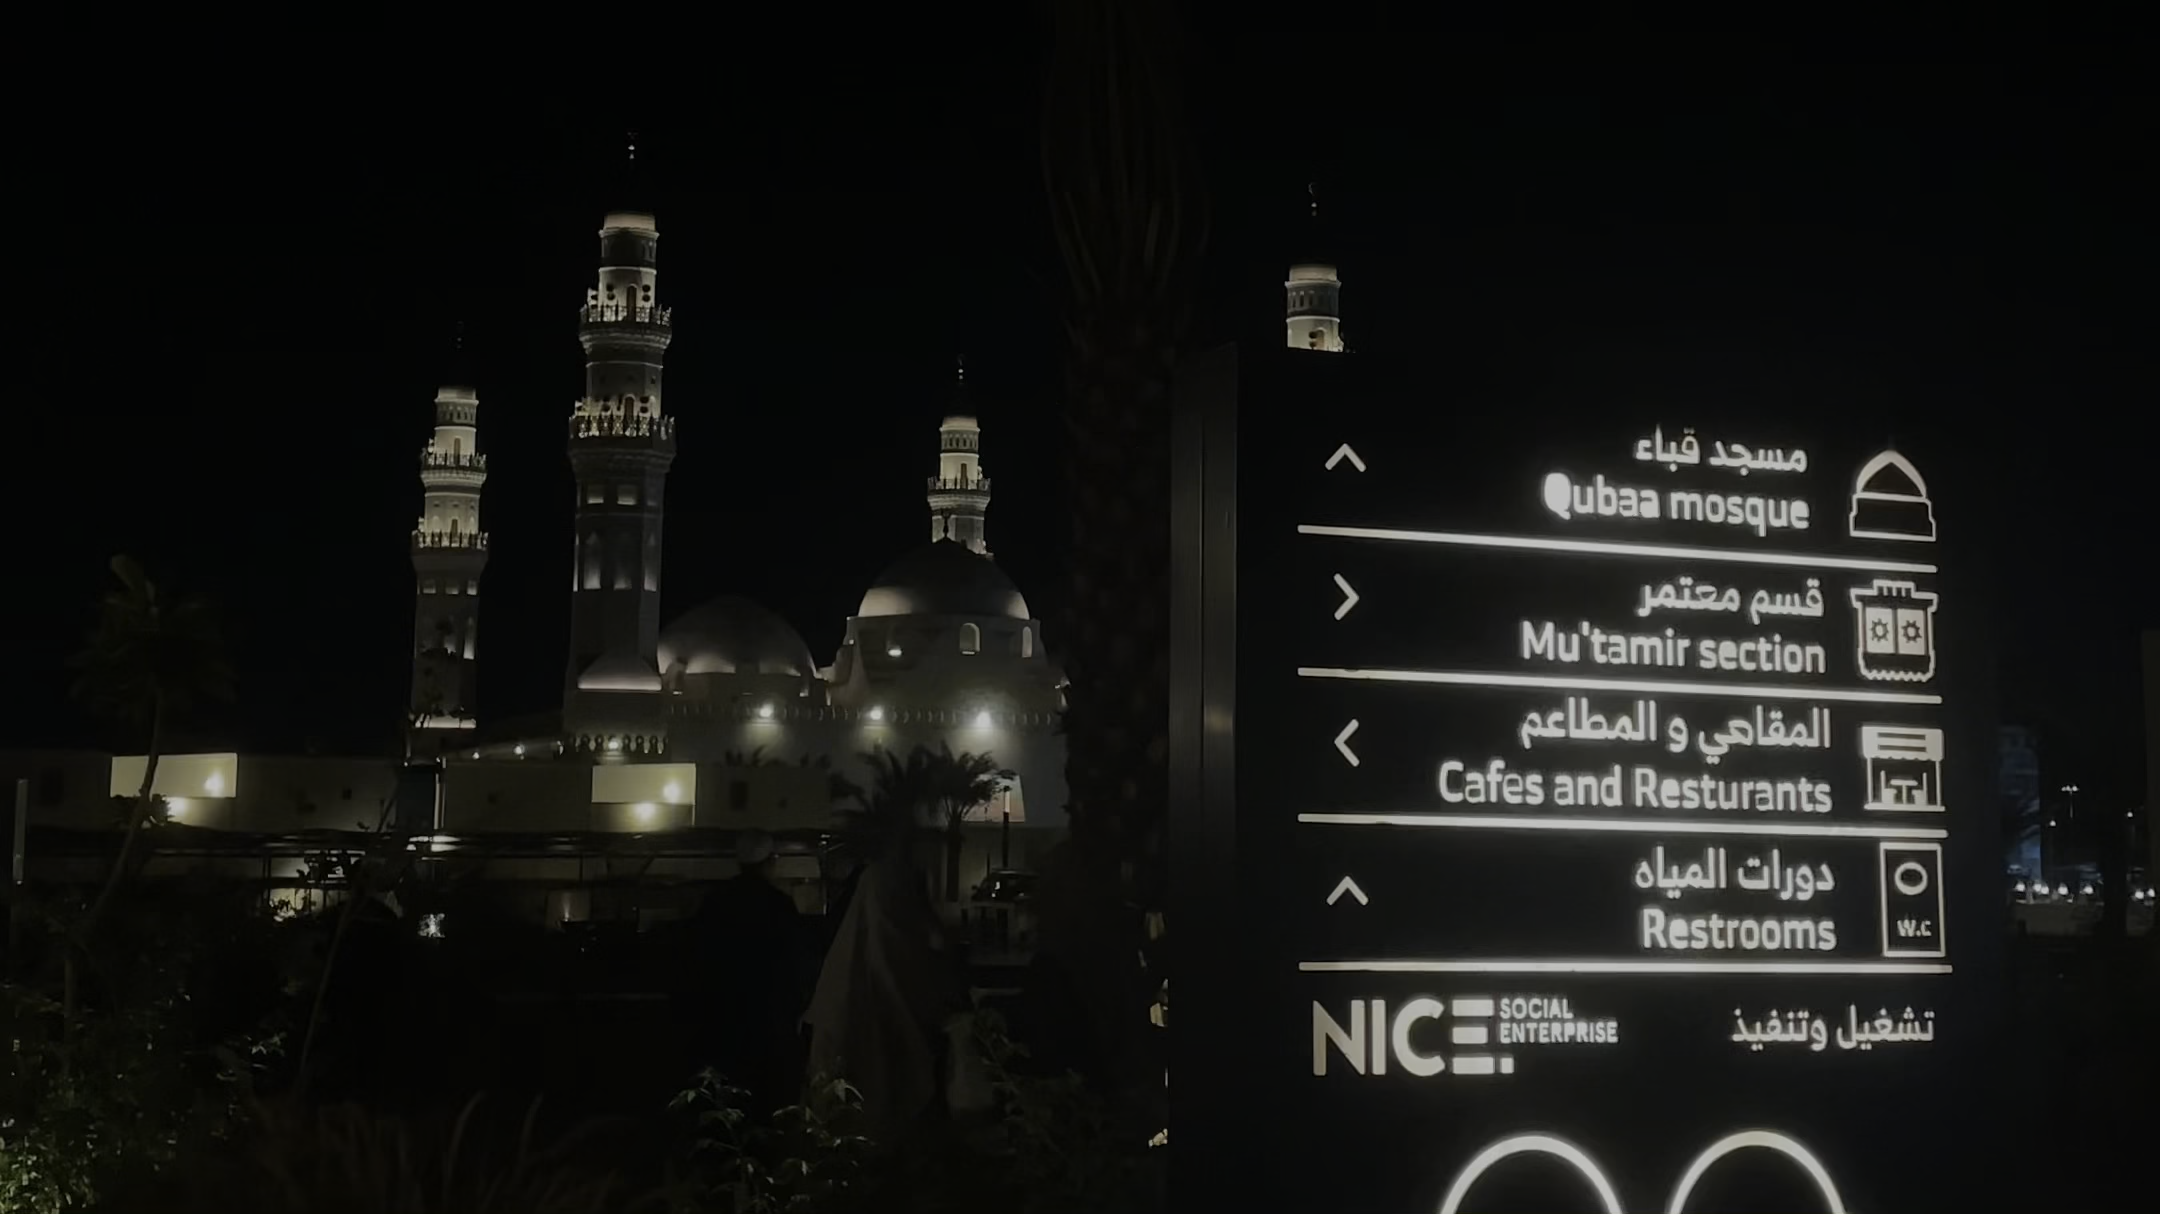 مسجد قباء
Qubaa mosque
قسم معتمر
Mu'tamir section
المقاهي و المطاعم
Cafes and Resturants
دورات المياه
Restrooms
W.C
NICE. SOCIAL ENTERPRISE
تشغيل وتنفيذ